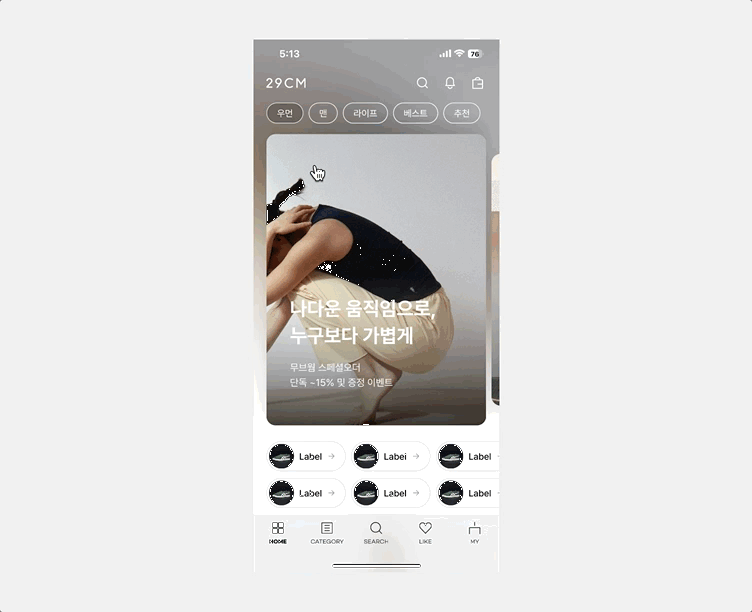 5:13
76
29CM
우먼 맨 라이프 베스트 추천
나다운 움직임으로,
누구보다 가볍게
무브웜 스페셜오더
단독 ~15% 및 증정 이벤트
Label → Label → Label
Label → Label → Label
HOME CATEGORY SEARCH LIKE MY